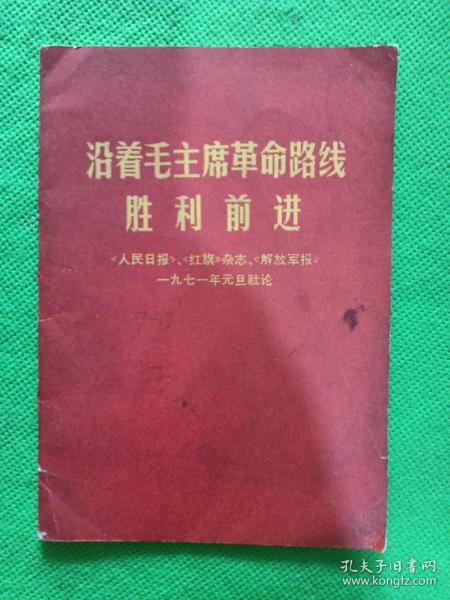 沿着毛主席革命路线
胜利前进
《人民日报》、《红旗》杂志、《解放军报》
一九七一年元旦社论
孔夫子旧书网
www.kongfz.com